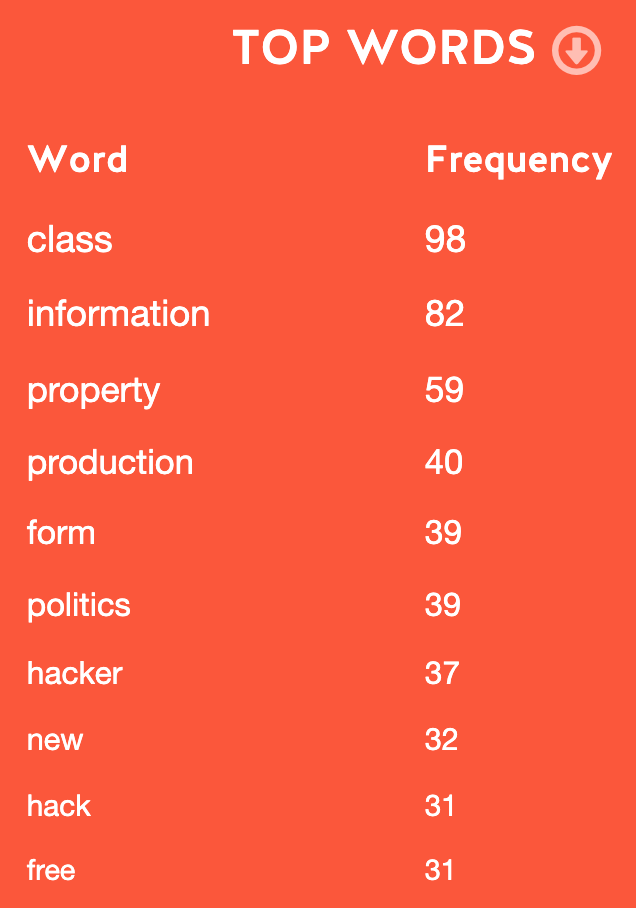 TOP WORDS
Word Frequency
class 98
information 82
property 59
production 40
form 39
politics 39
hacker 37
new 32
hack 31
free 31